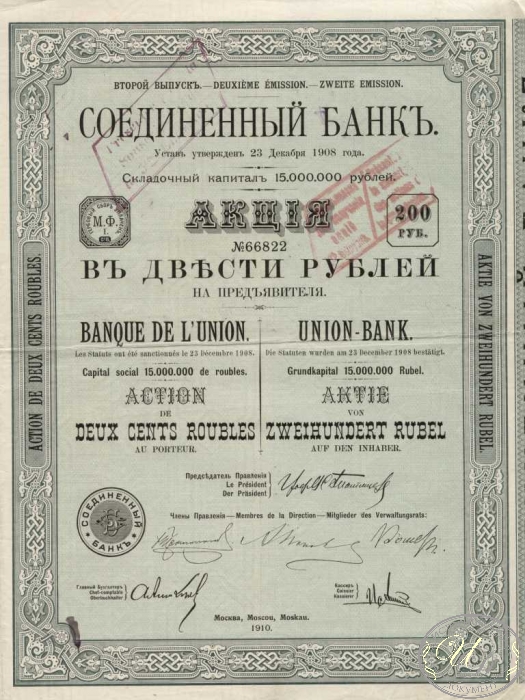 ВТОРОЙ ВЫПУСКЪ. — DEUXIÈME ÉMISSION. — ZWEITE EMISSION.
СОЕДИНЕННЫЙ БАНКЪ.
Уставъ утвержденъ 23 Декабря 1908 года.
Складочный капиталъ 15.000.000 рублей.
М.Ф.
I.
АКЦІЯ
200
РУБ.
№66822
ВЪ ДВѢСТИ РУБЛЕЙ
НА ПРЕДЪЯВИТЕЛЯ.
ACTION DE DEUX CENTS ROUBLES.
AKTIE VON ZWEIHUNDERT RUBEL.
BANQUE DE L'UNION.
Les Statuts ont été sanctionnés le 23 Décembre 1908.
Capital social 15.000.000 de roubles.
ACTION
DE
DEUX CENTS ROUBLES
AU PORTEUR.
UNION-BANK.
Die Statuten wurden am 23 December 1908 bestätigt.
Grundkapital 15.000.000 Rubel.
AKTIE
VON
ZWEIHUNDERT RUBEL
AUF DEN INHABER.
Предсѣдатель Правленія
Le Président
Der Präsident
СОЕДИНЕННЫЙ
БАНКЪ
Члены Правленія — Membres de la Direction — Mitglieder des Verwaltungsrats:
Главный Бухгалтеръ
Chef-comptable
Oberbuchhalter
Кассиръ
Caissier
Kassierer
Москва, Moscou, Moskau.
1910.
ДОКУМЕНТ